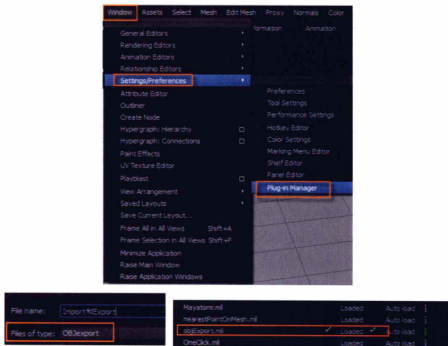 Window Assets Select Mesh Edit Mesh Proxy Normals Color
Animation
General Editors
Rendering Editors
Animation Editors
Relationship Editors
Settings/Preferences
Attribute Editor
Outliner
Create Node
Hypergraph: Hierarchy
Hypergraph: Connections
Paint Effects
UV Texture Editor
Playblast
View Arrangement
Saved Layouts
Save Current Layout...
Frame All in All Views Shift+A
Frame Selection in All Views Shift+F
Minimize Application
Raise Main Window
Raise Application Windows
Preferences
Tool Settings
Performance Settings
Hotkey Editor
Color Settings
Marking Menu Editor
Shelf Editor
Panel Editor
Plug-in Manager
File name:
Files of type: OBJexport
Mayatomr.mll Loaded Auto load i
nearestPointOnMesh.mll Loaded Auto load i
objExport.mll Loaded Auto load i
OneClick.mll Loaded Auto load i